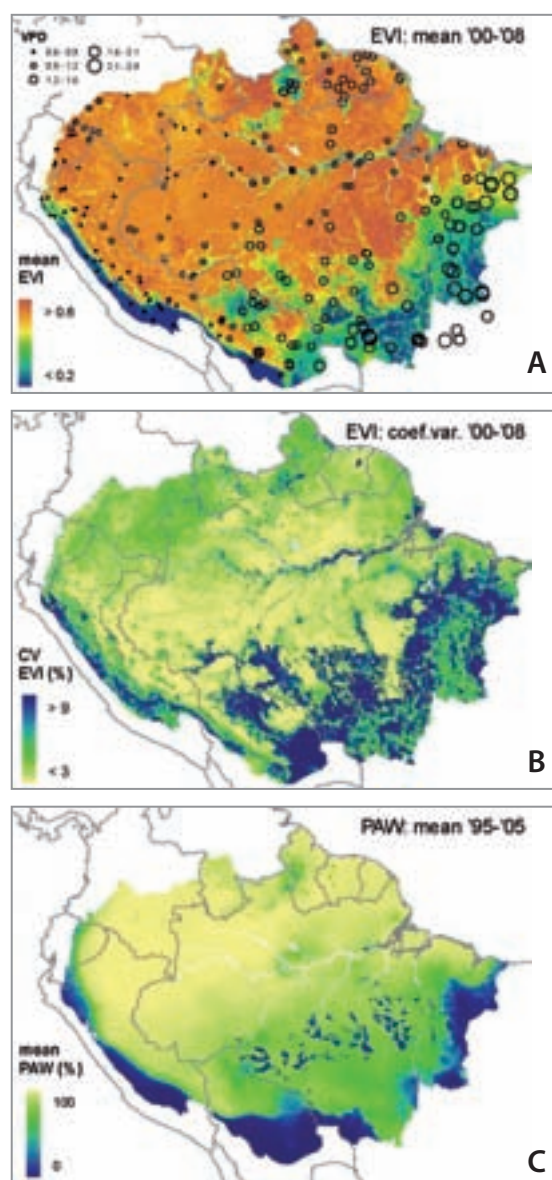 EVI: mean '00-'08
VPD
mean
EVI
> 0.6
< 0.2
A
EVI: coef.var. '00-'08
CV
EVI (%)
> 9
< 3
B
PAW: mean '95-'05
mean
PAW (%)
100
0
C